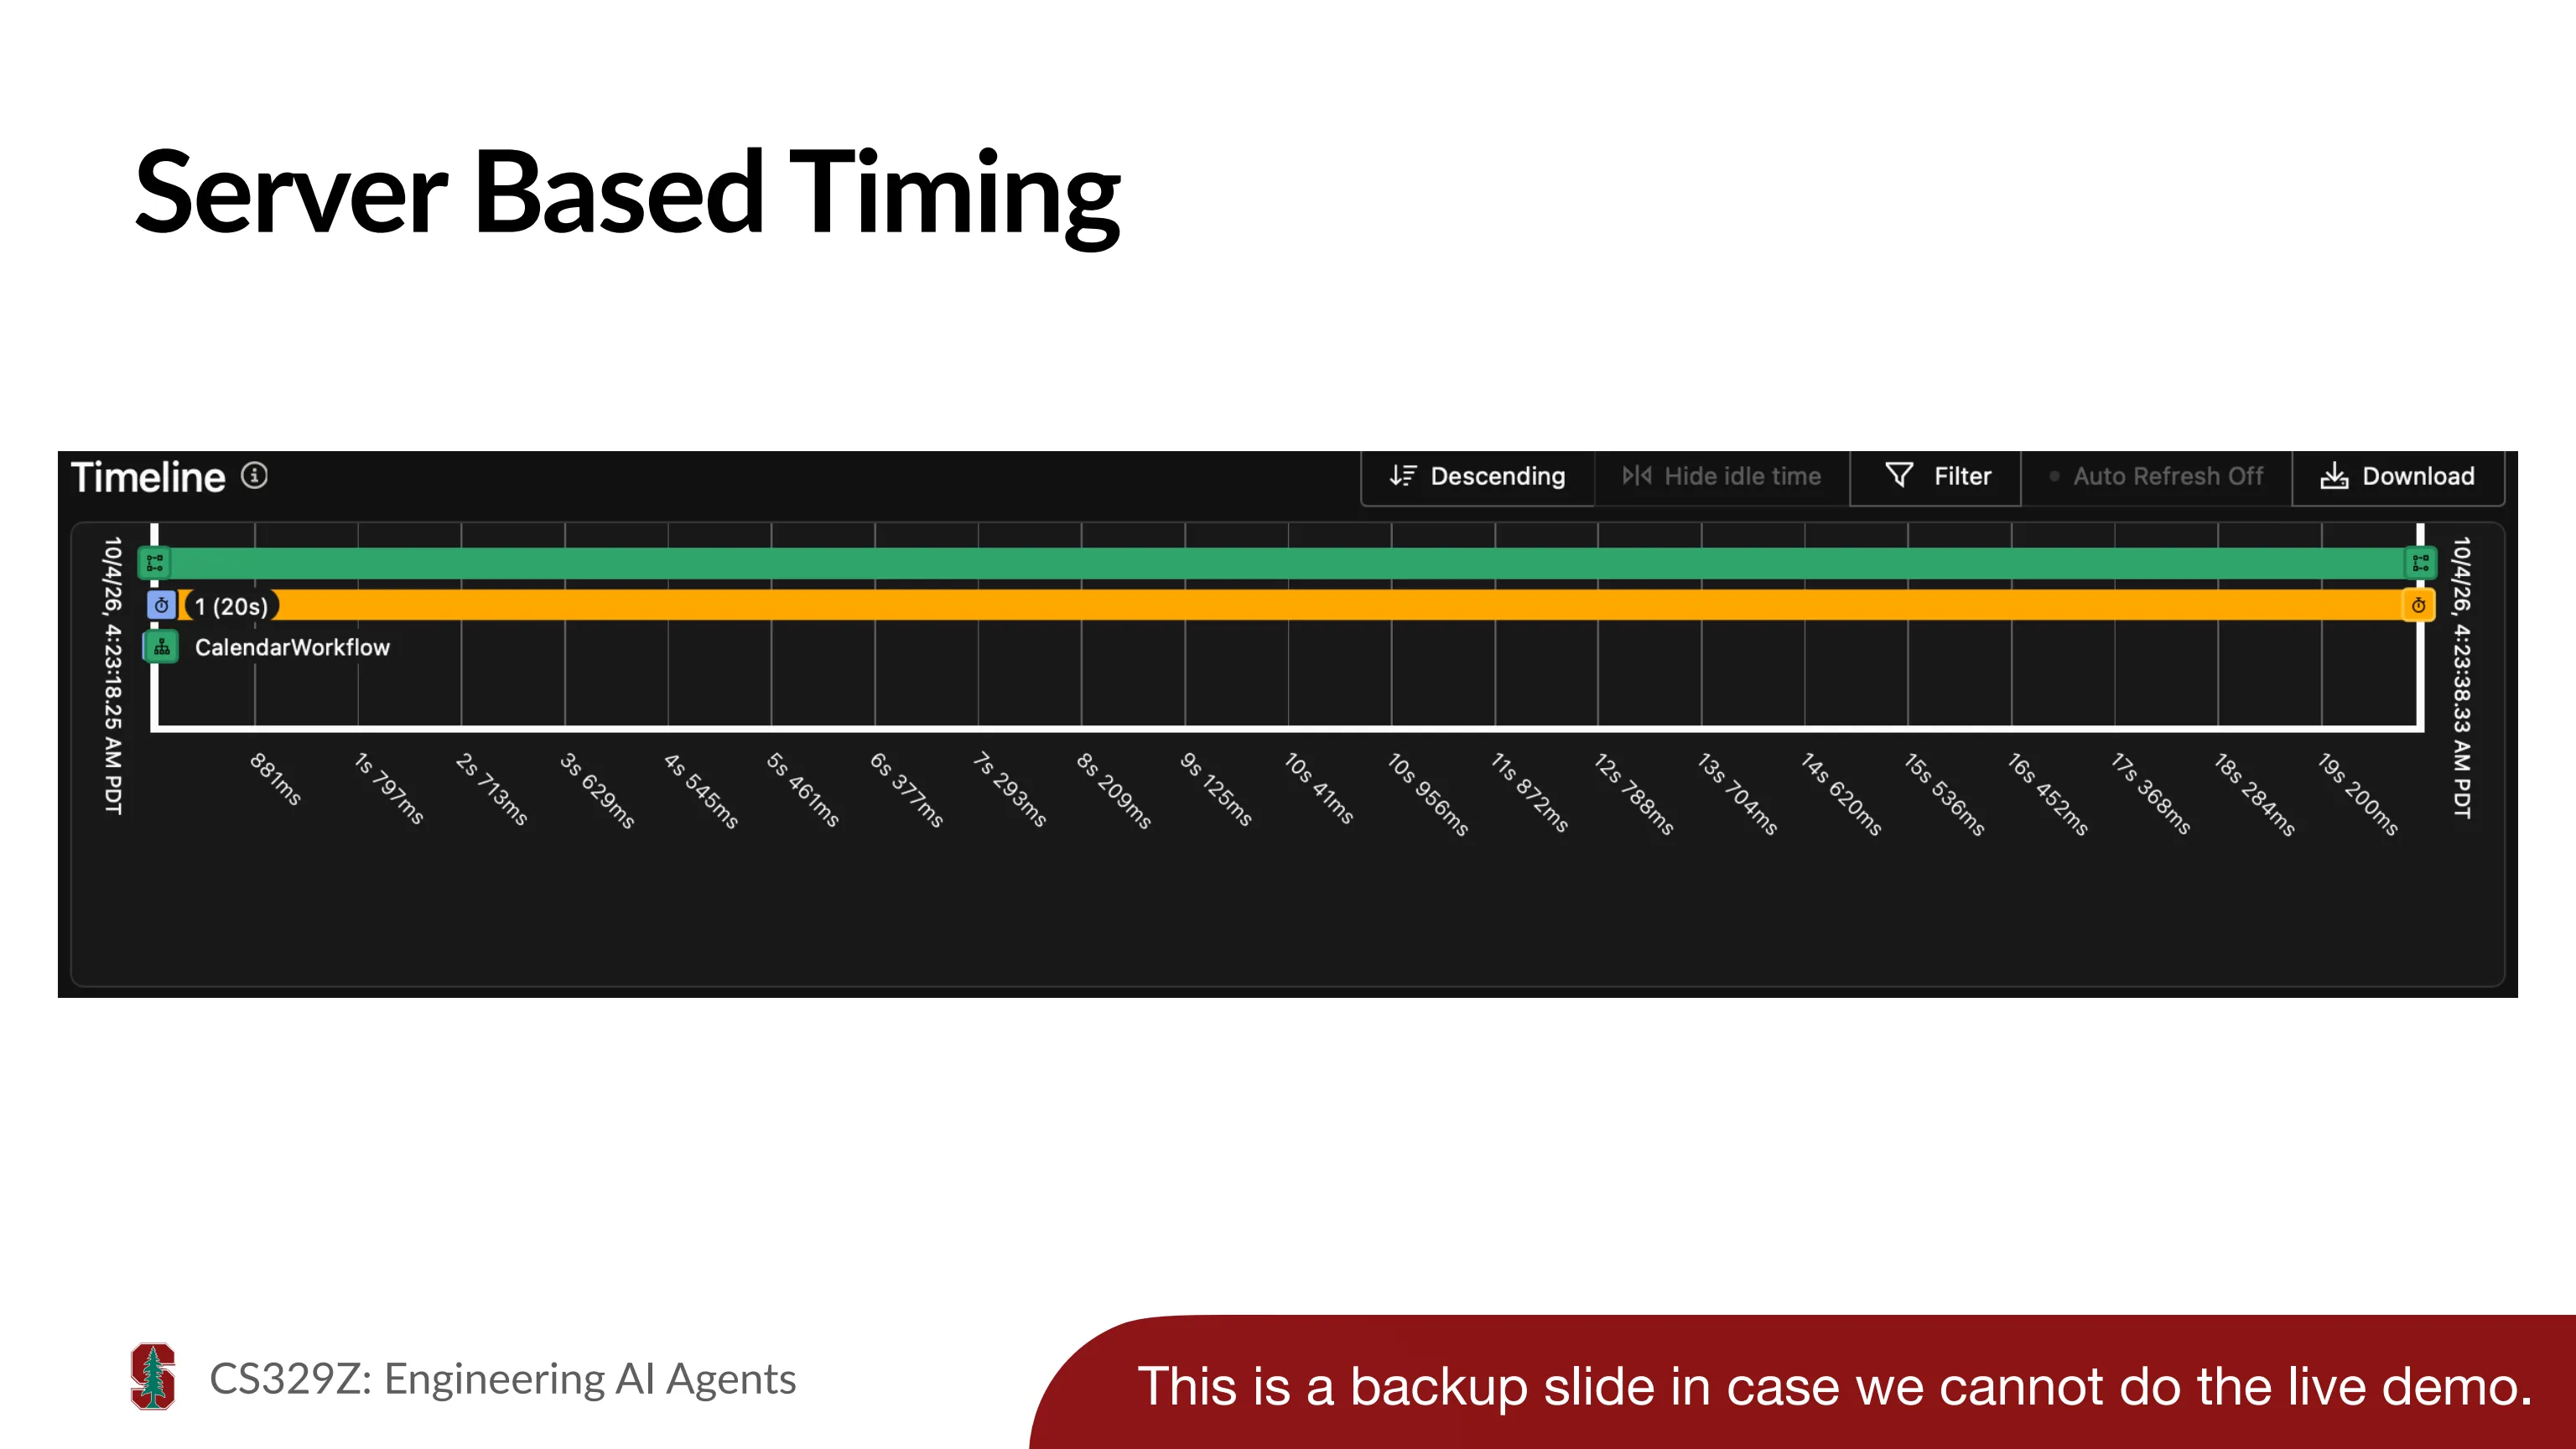 Server Based Timing
Timeline
Descending
Hide idle time
Filter
Auto Refresh Off
Download
10/4/26, 4:23:18.25 AM PDT
1 (20s)
CalendarWorkflow
10/4/26, 4:23:38.33 AM PDT
881ms
1s 797ms
2s 713ms
3s 629ms
4s 545ms
5s 461ms
6s 377ms
7s 293ms
8s 209ms
9s 125ms
10s 41ms
10s 956ms
11s 872ms
12s 788ms
13s 704ms
14s 620ms
15s 536ms
16s 452ms
17s 368ms
18s 284ms
19s 200ms
CS329Z: Engineering AI Agents
This is a backup slide in case we cannot do the live demo.